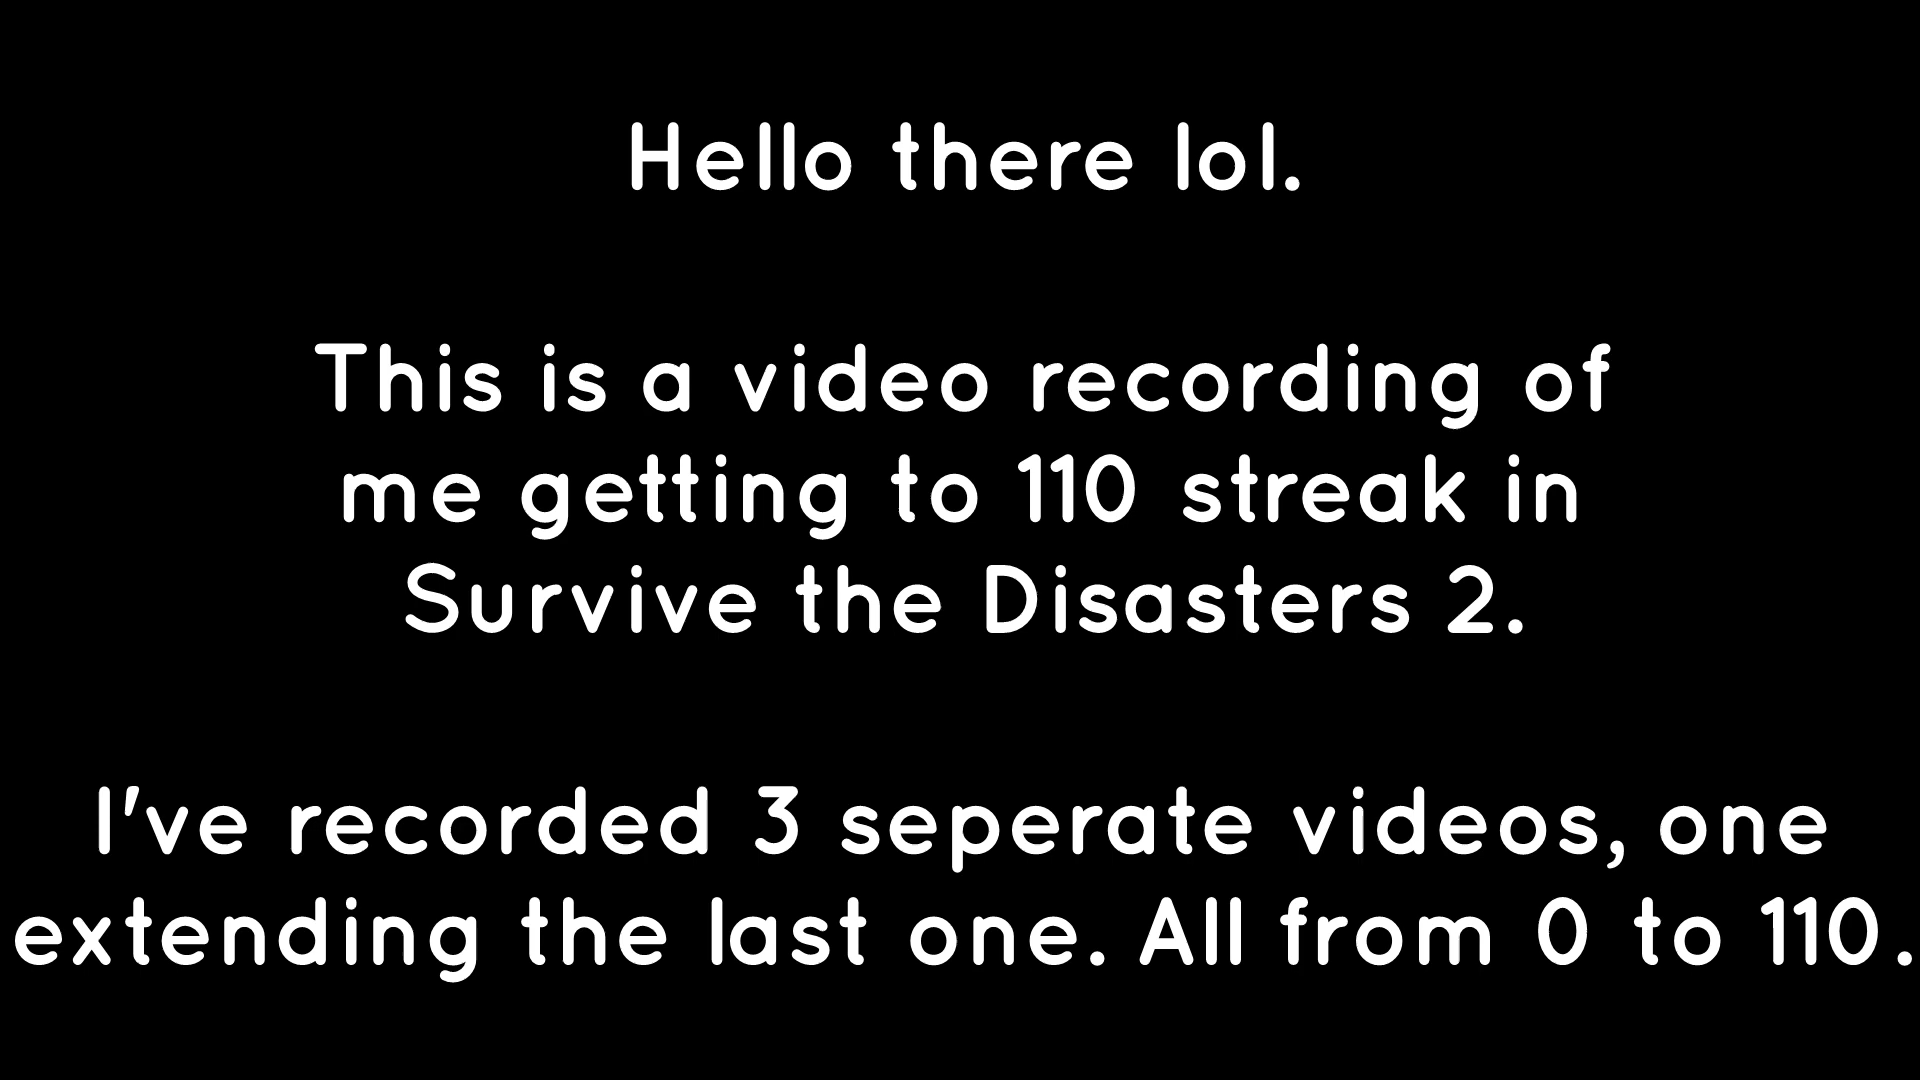 Hello there lol.
This is a video recording of
me getting to 110 streak in
Survive the Disasters 2.
I've recorded 3 seperate videos, one
extending the last one. All from 0 to 110.